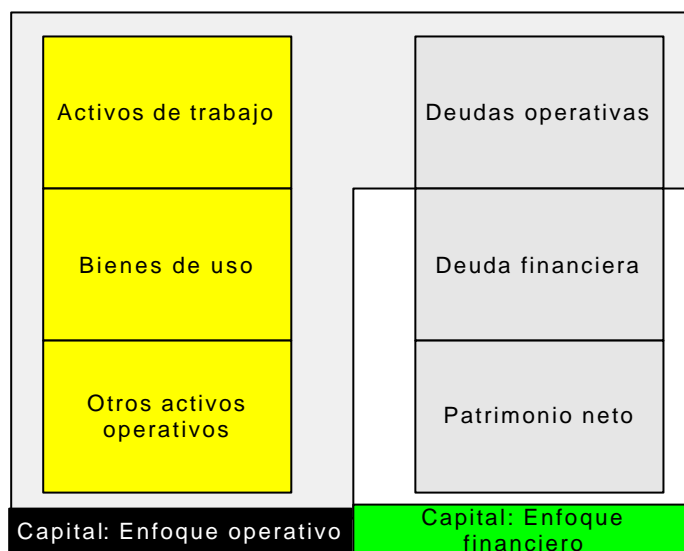 Activos de trabajo
Bienes de uso
Otros activos
operativos
Deudas operativas
Deuda financiera
Patrimonio neto
Capital: Enfoque operativo
Capital: Enfoque
financiero